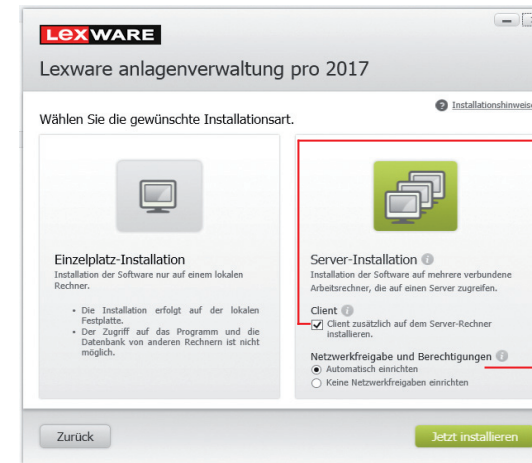 LEXWARE
Lexware anlagenverwaltung pro 2017
Installationshinweise
Wählen Sie die gewünschte Installationsart.
Einzelplatz-Installation
Installation der Software nur auf einem lokalen
Rechner.
• Die Installation erfolgt auf der lokalen
Festplatte.
• Der Zugriff auf das Programm und die
Datenbank von anderen Rechnern ist nicht
möglich.
Server-Installation
Installation der Software auf mehrere verbundene
Arbeitsrechner, die auf einen Server zugreifen.
Client
Client zusätzlich auf dem Server-Rechner
installieren.
Netzwerkfreigabe und Berechtigungen
Automatisch einrichten
Keine Netzwerkfreigaben einrichten
Zurück
Jetzt installieren